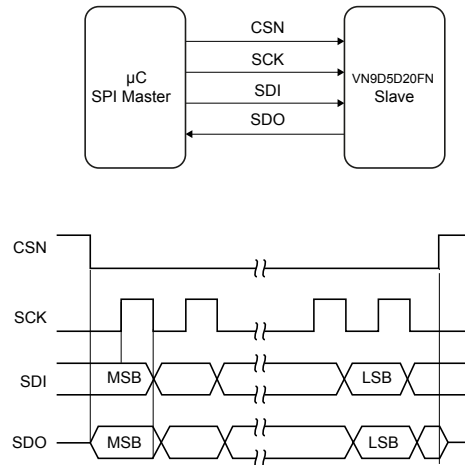 CSN
SCK
µC
SPI Master
VN9D5D20FN
Slave
SDI
SDO
CSN
SCK
SDI MSB LSB
SDO MSB LSB